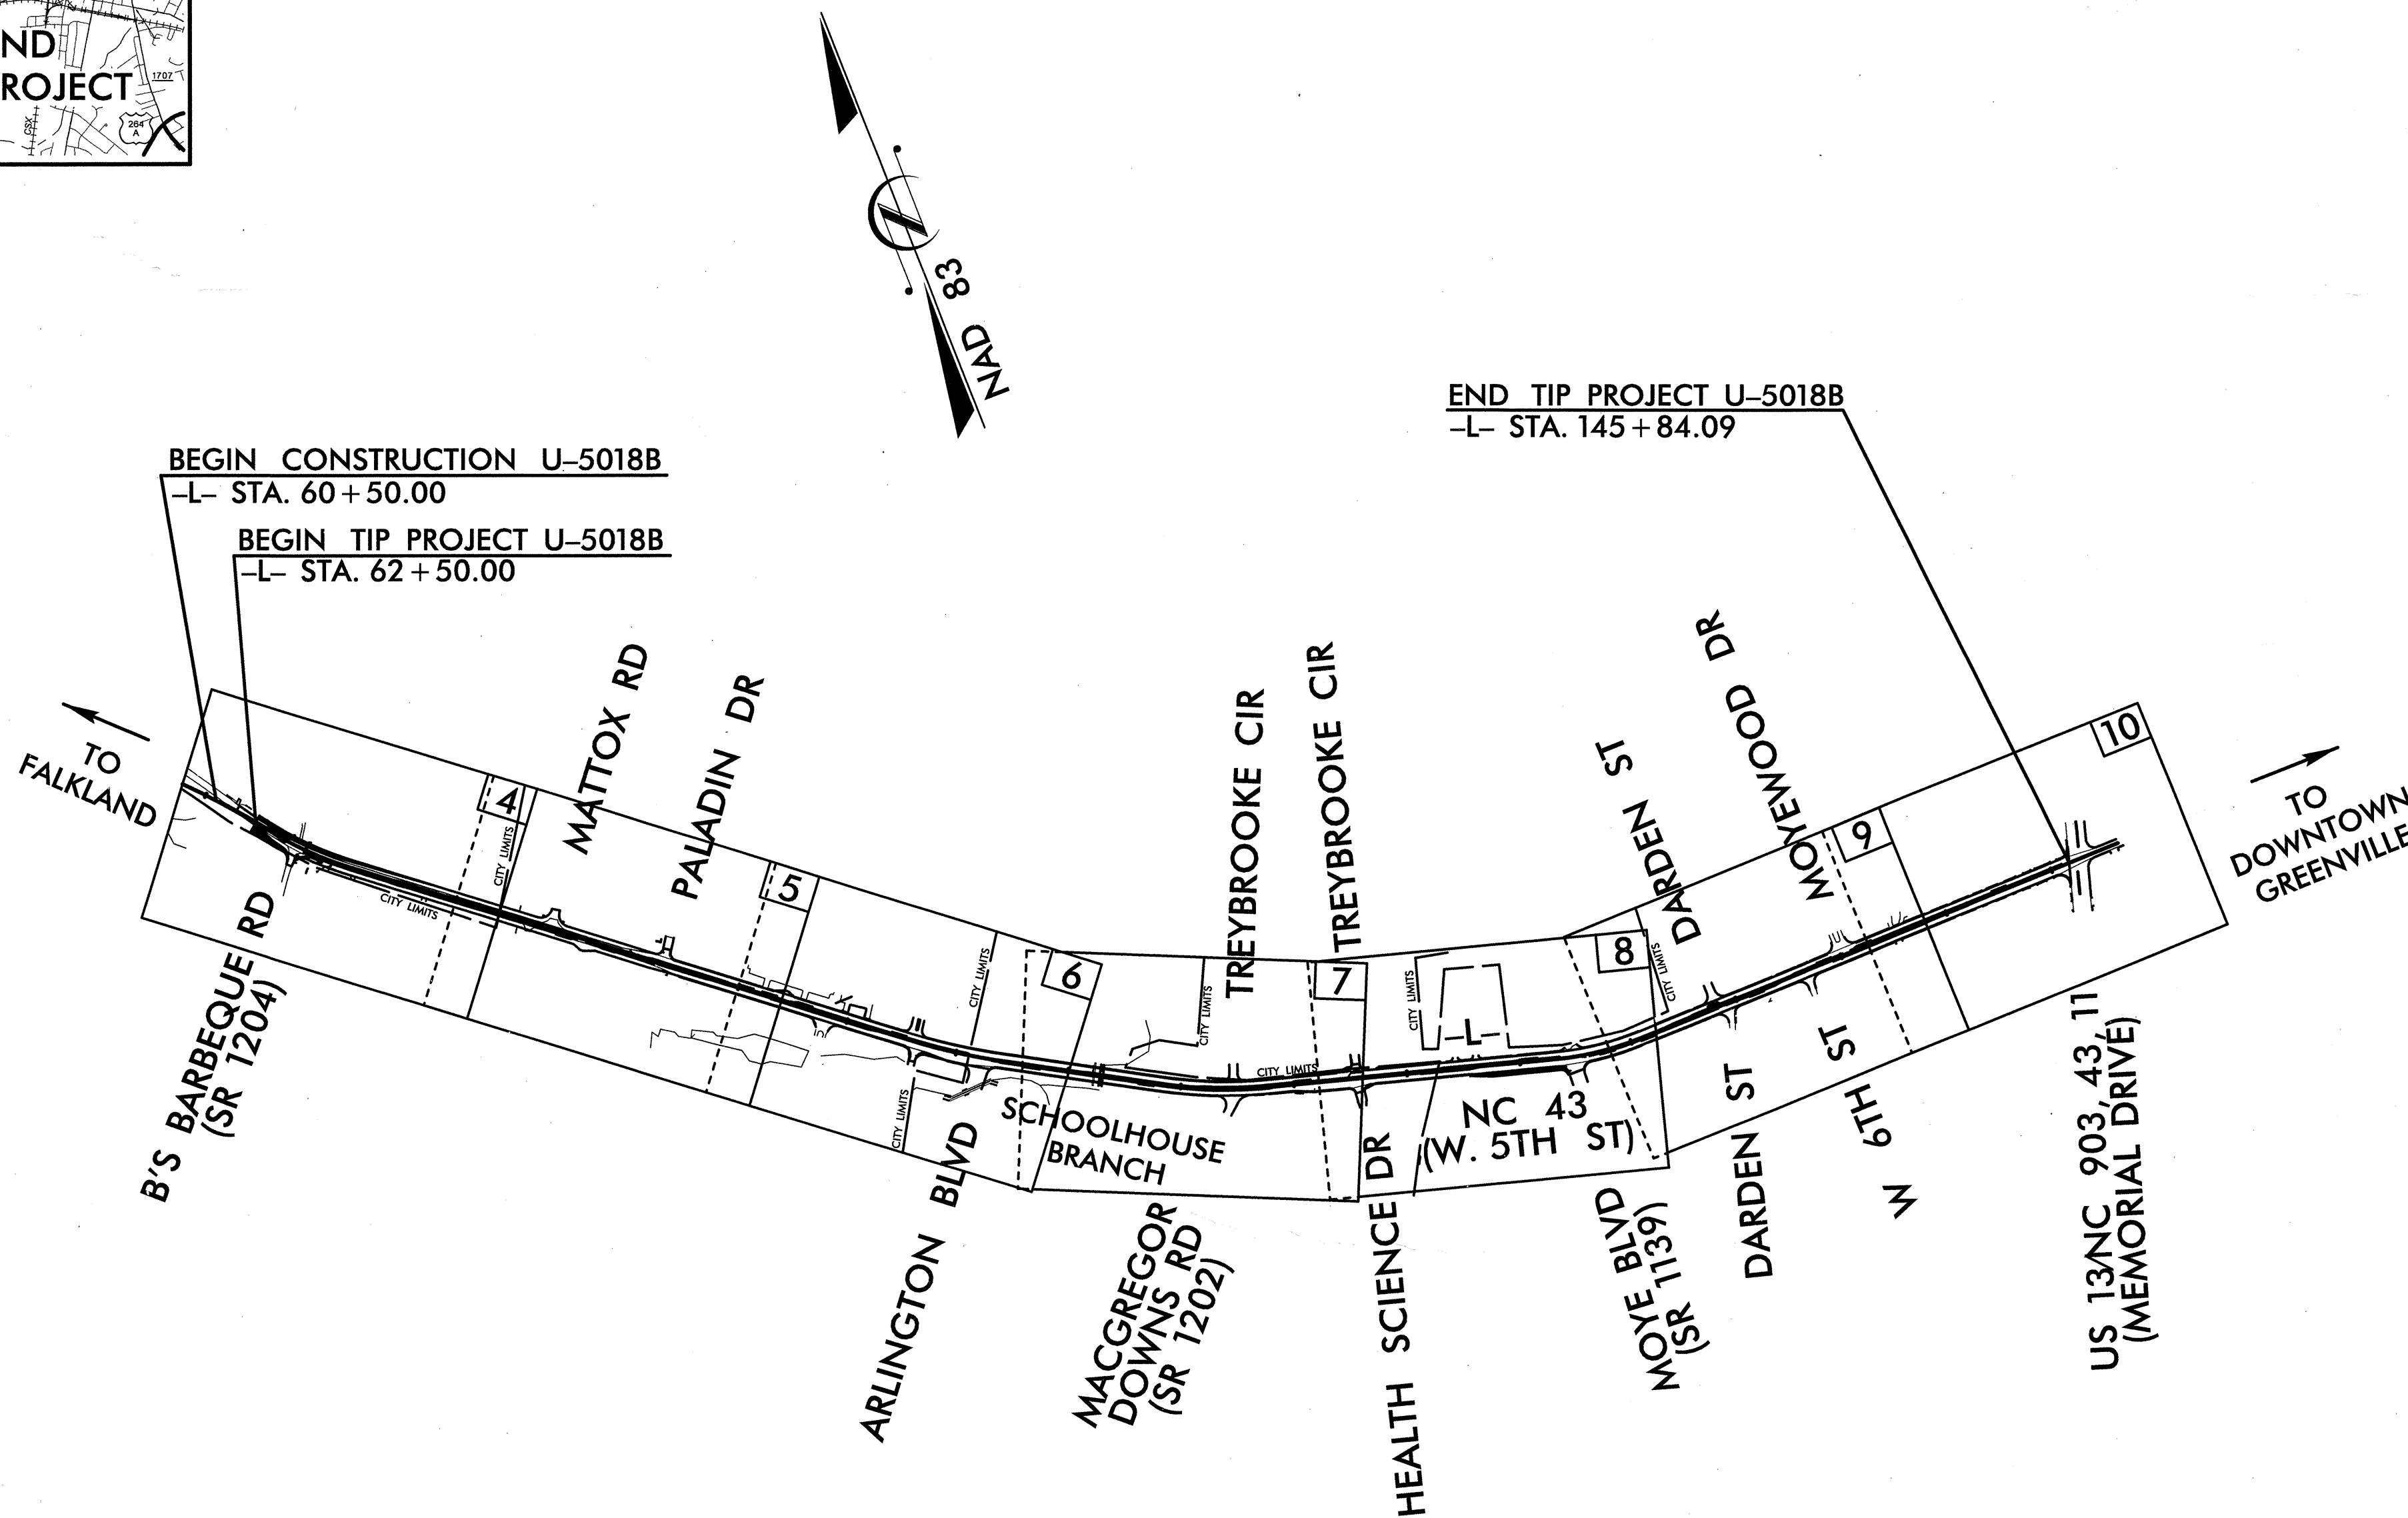 ND
ROJECT
1707
CSX
264
A
NAD 83
END TIP PROJECT U–5018B
–L– STA. 145+84.09
BEGIN CONSTRUCTION U–5018B
–L– STA. 60+50.00
BEGIN TIP PROJECT U–5018B
–L– STA. 62+50.00
TO
FALKLAND
B'S BARBEQUE RD
(SR 1204)
CITY LIMITS
4
CITY LIMITS
MATTOX RD
PALADIN DR
5
CITY LIMITS
ARLINGTON BLVD
CITY LIMITS
6
SCHOOLHOUSE
BRANCH
MACGREGOR
DOWNS RD
(SR 1202)
CITY LIMITS
TREYBROOKE CIR
CITY LIMITS
TREYBROOKE CIR
7
HEALTH SCIENCE DR
CITY LIMITS
–L–
NC 43
(W. 5TH ST)
8
CITY LIMITS
MOYE BLVD
(SR 1139)
DARDEN ST
DARDEN ST
MOYEWOOD DR
W 6TH ST
9
10
US 13/NC 903, 43, 11
(MEMORIAL DRIVE)
TO
DOWNTOWN
GREENVILLE